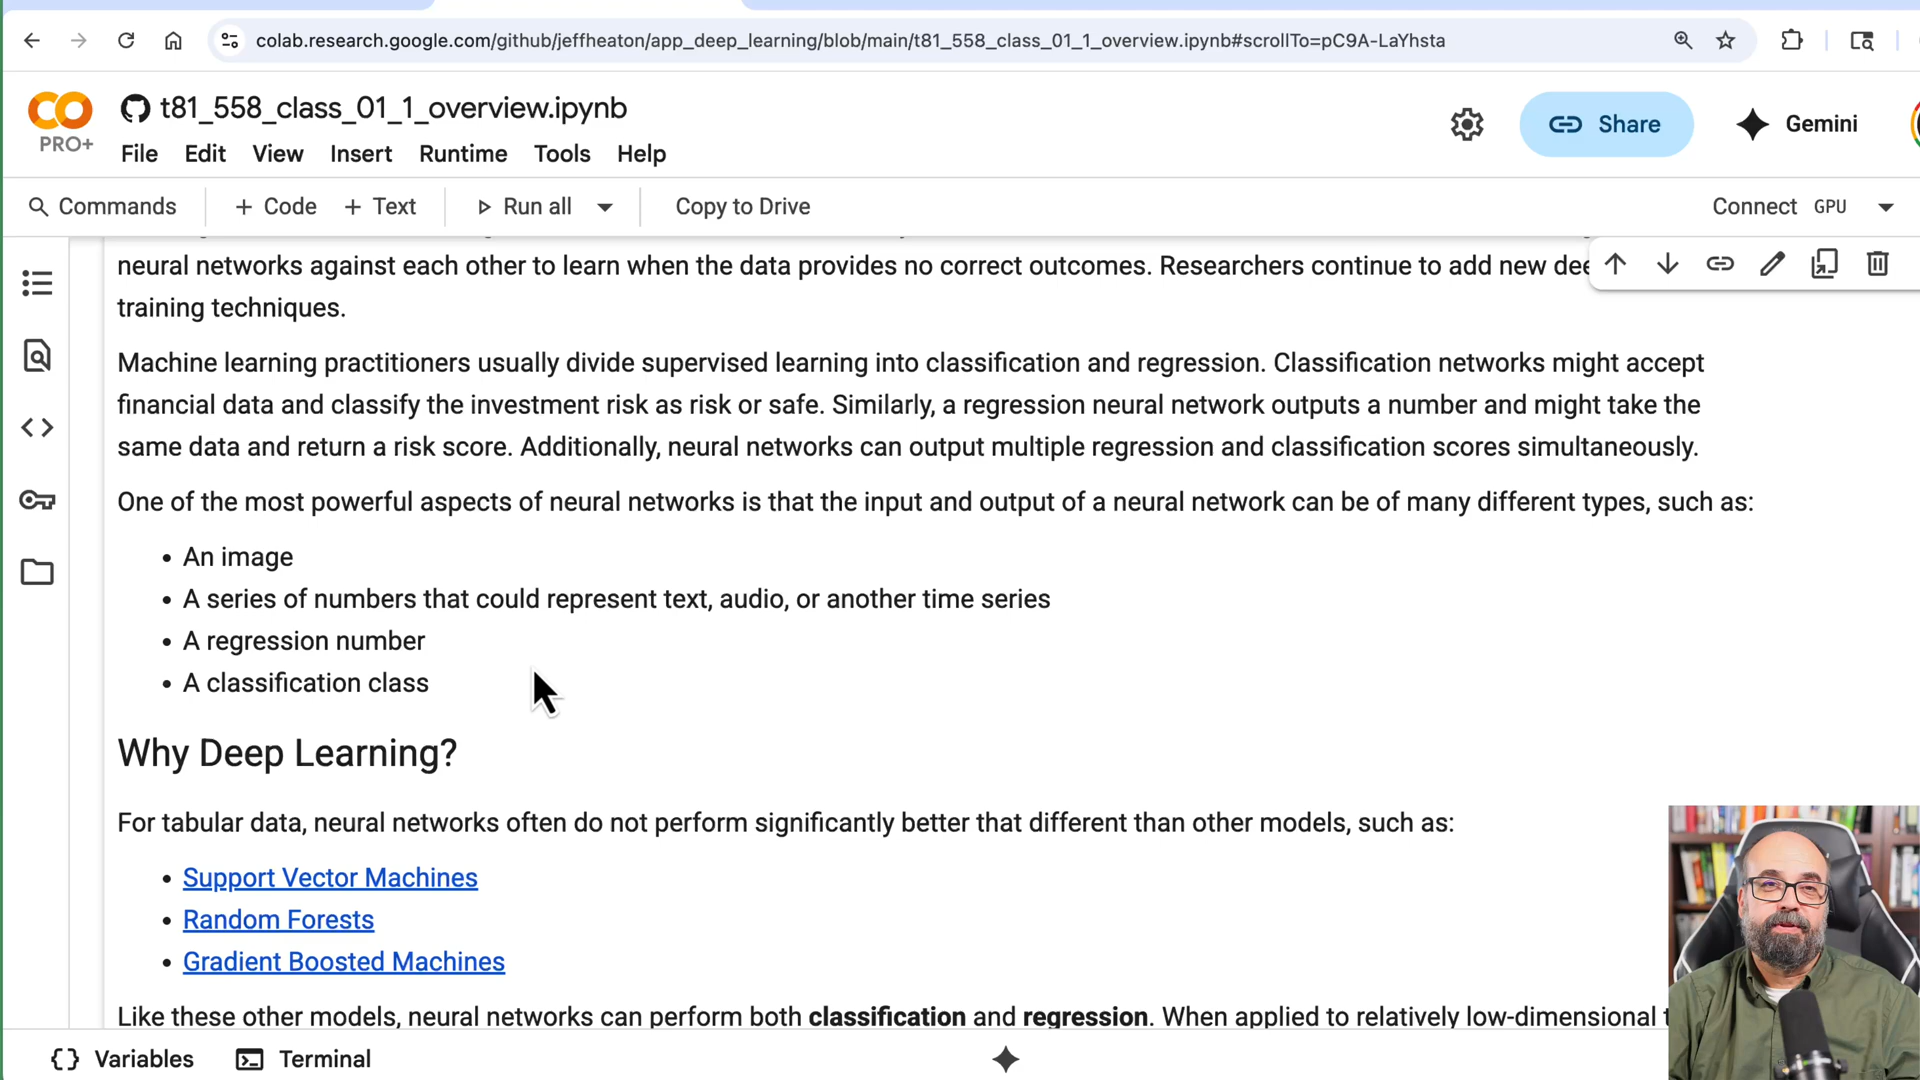 colab.research.google.com/github/jeffheaton/app_deep_learning/blob/main/t81_558_class_01_1_overview.ipynb#scrollTo=pC9A-LaYhsta
t81_558_class_01_1_overview.ipynb
PRO+
File Edit View Insert Runtime Tools Help
Share
Gemini
Commands + Code + Text Run all Copy to Drive
Connect GPU
neural networks against each other to learn when the data provides no correct outcomes. Researchers continue to add new
training techniques.
Machine learning practitioners usually divide supervised learning into classification and regression. Classification networks might accept
financial data and classify the investment risk as risk or safe. Similarly, a regression neural network outputs a number and might take the
same data and return a risk score. Additionally, neural networks can output multiple regression and classification scores simultaneously.
One of the most powerful aspects of neural networks is that the input and output of a neural network can be of many different types, such as:
• An image
• A series of numbers that could represent text, audio, or another time series
• A regression number
• A classification class
Why Deep Learning?
For tabular data, neural networks often do not perform significantly better that different than other models, such as:
• Support Vector Machines
• Random Forests
• Gradient Boosted Machines
Like these other models, neural networks can perform both classification and regression. When applied to relatively low-dimensional
{} Variables Terminal